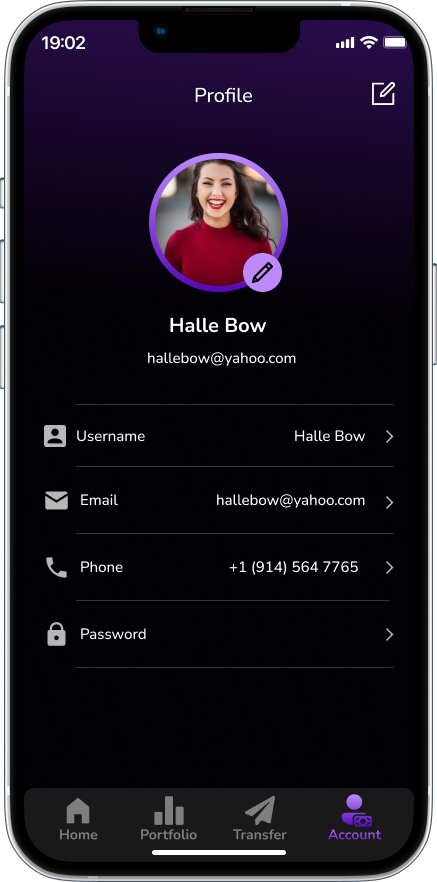 19:02
Profile
Halle Bow
hallebow@yahoo.com
Username Halle Bow
Email hallebow@yahoo.com
Phone +1 (914) 564 7765
Password
Home Portfolio Transfer Account